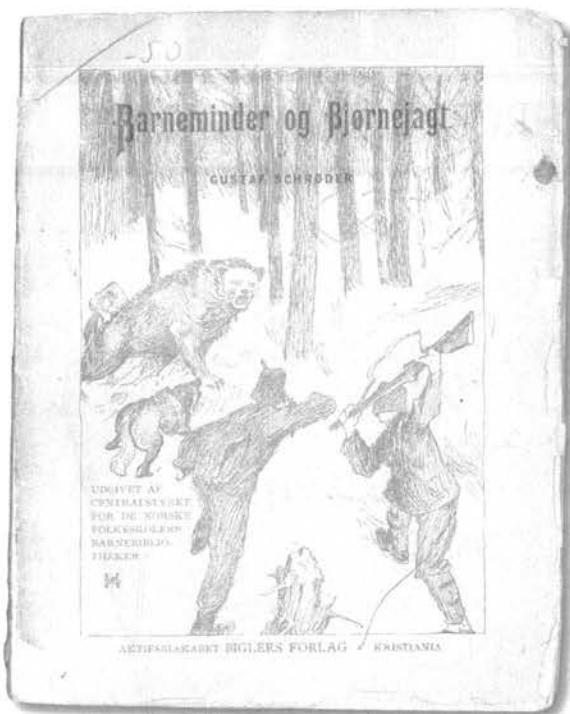 -50
Barneminder og Bjørnejagt
GUSTAF SCHRØDER
UDGIVET AF
CENTRALSTYRET
FOR DE NORSKE
FOLKESKOLERS
BARNEBIBLIO-
THEKER
AKTIESELSKABET BIGLERS FORLAG KRISTIANIA